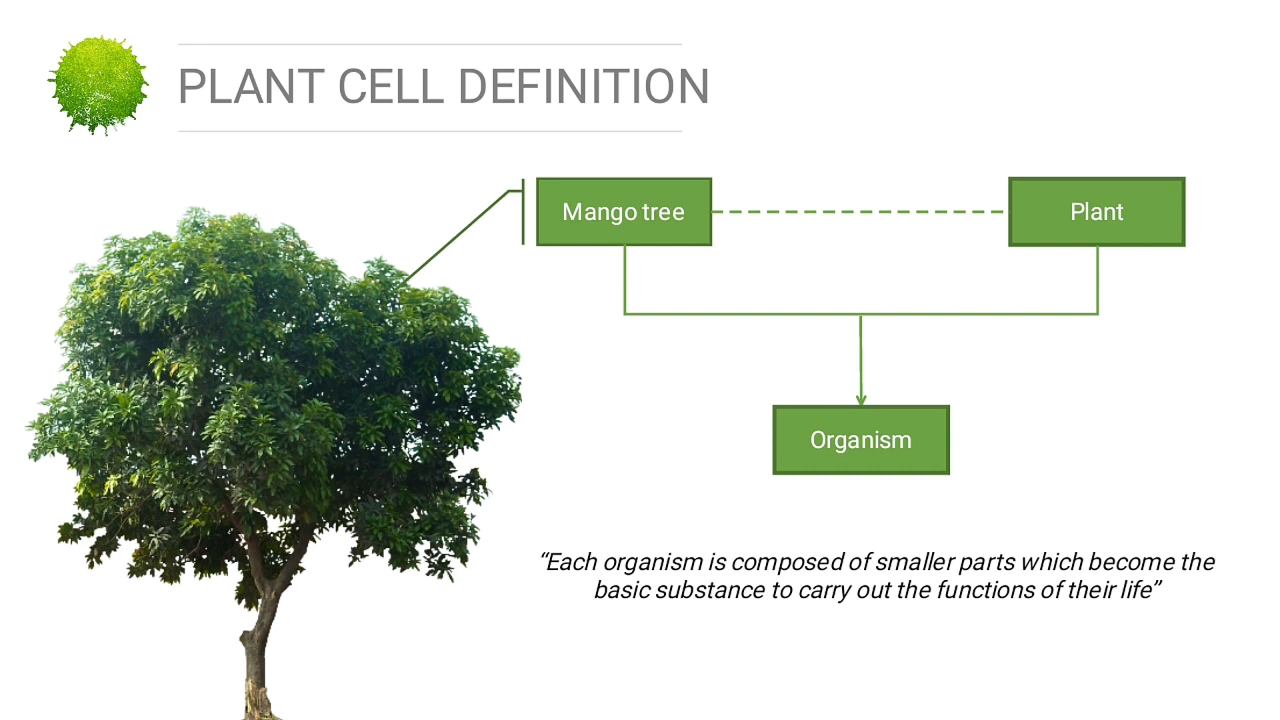 PLANT CELL DEFINITION
Mango tree
Plant
Organism
“Each organism is composed of smaller parts which become the
basic substance to carry out the functions of their life”